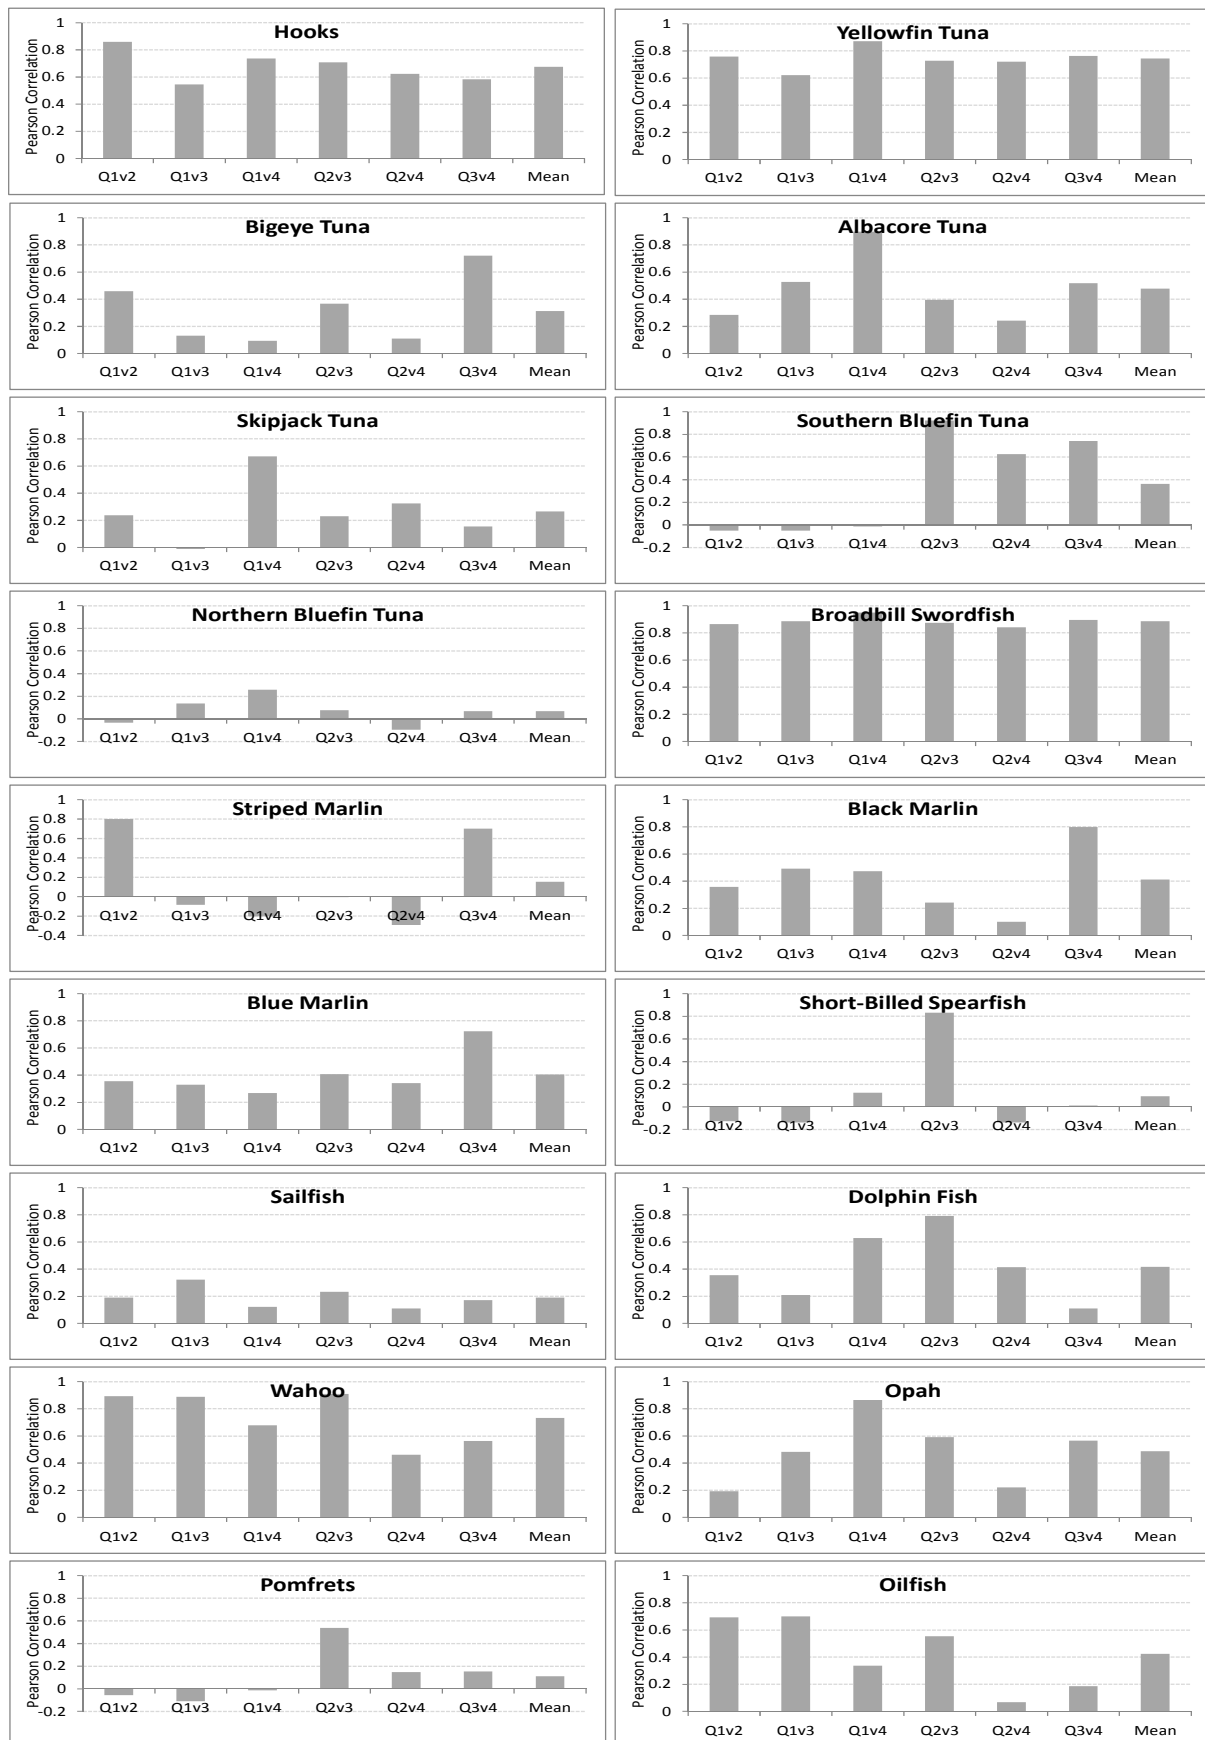 Hooks
Pearson Correlation
1
0.8
0.6
0.4
0.2
0
Q1v2 Q1v3 Q1v4 Q2v3 Q2v4 Q3v4 Mean
Yellowfin Tuna
Pearson Correlation
1
0.8
0.6
0.4
0.2
0
Q1v2 Q1v3 Q1v4 Q2v3 Q2v4 Q3v4 Mean
Bigeye Tuna
Pearson Correlation
1
0.8
0.6
0.4
0.2
0
Q1v2 Q1v3 Q1v4 Q2v3 Q2v4 Q3v4 Mean
Albacore Tuna
Pearson Correlation
1
0.8
0.6
0.4
0.2
0
Q1v2 Q1v3 Q1v4 Q2v3 Q2v4 Q3v4 Mean
Skipjack Tuna
Pearson Correlation
1
0.8
0.6
0.4
0.2
0
Q1v2 Q1v3 Q1v4 Q2v3 Q2v4 Q3v4 Mean
Southern Bluefin Tuna
Pearson Correlation
1
0.8
0.6
0.4
0.2
0
-0.2
Q1v2 Q1v3 Q1v4 Q2v3 Q2v4 Q3v4 Mean
Northern Bluefin Tuna
Pearson Correlation
1
0.8
0.6
0.4
0.2
0
-0.2
Q1v2 Q1v3 Q1v4 Q2v3 Q2v4 Q3v4 Mean
Broadbill Swordfish
Pearson Correlation
1
0.8
0.6
0.4
0.2
0
Q1v2 Q1v3 Q1v4 Q2v3 Q2v4 Q3v4 Mean
Striped Marlin
Pearson Correlation
1
0.8
0.6
0.4
0.2
0
-0.2
-0.4
Q1v2 Q1v3 Q1v4 Q2v3 Q2v4 Q3v4 Mean
Black Marlin
Pearson Correlation
1
0.8
0.6
0.4
0.2
0
Q1v2 Q1v3 Q1v4 Q2v3 Q2v4 Q3v4 Mean
Blue Marlin
Pearson Correlation
1
0.8
0.6
0.4
0.2
0
Q1v2 Q1v3 Q1v4 Q2v3 Q2v4 Q3v4 Mean
Short-Billed Spearfish
Pearson Correlation
1
0.8
0.6
0.4
0.2
0
-0.2
Q1v2 Q1v3 Q1v4 Q2v3 Q2v4 Q3v4 Mean
Sailfish
Pearson Correlation
1
0.8
0.6
0.4
0.2
0
Q1v2 Q1v3 Q1v4 Q2v3 Q2v4 Q3v4 Mean
Dolphin Fish
Pearson Correlation
1
0.8
0.6
0.4
0.2
0
Q1v2 Q1v3 Q1v4 Q2v3 Q2v4 Q3v4 Mean
Wahoo
Pearson Correlation
1
0.8
0.6
0.4
0.2
0
Q1v2 Q1v3 Q1v4 Q2v3 Q2v4 Q3v4 Mean
Opah
Pearson Correlation
1
0.8
0.6
0.4
0.2
0
Q1v2 Q1v3 Q1v4 Q2v3 Q2v4 Q3v4 Mean
Pomfrets
Pearson Correlation
1
0.8
0.6
0.4
0.2
0
-0.2
Q1v2 Q1v3 Q1v4 Q2v3 Q2v4 Q3v4 Mean
Oilfish
Pearson Correlation
1
0.8
0.6
0.4
0.2
0
Q1v2 Q1v3 Q1v4 Q2v3 Q2v4 Q3v4 Mean